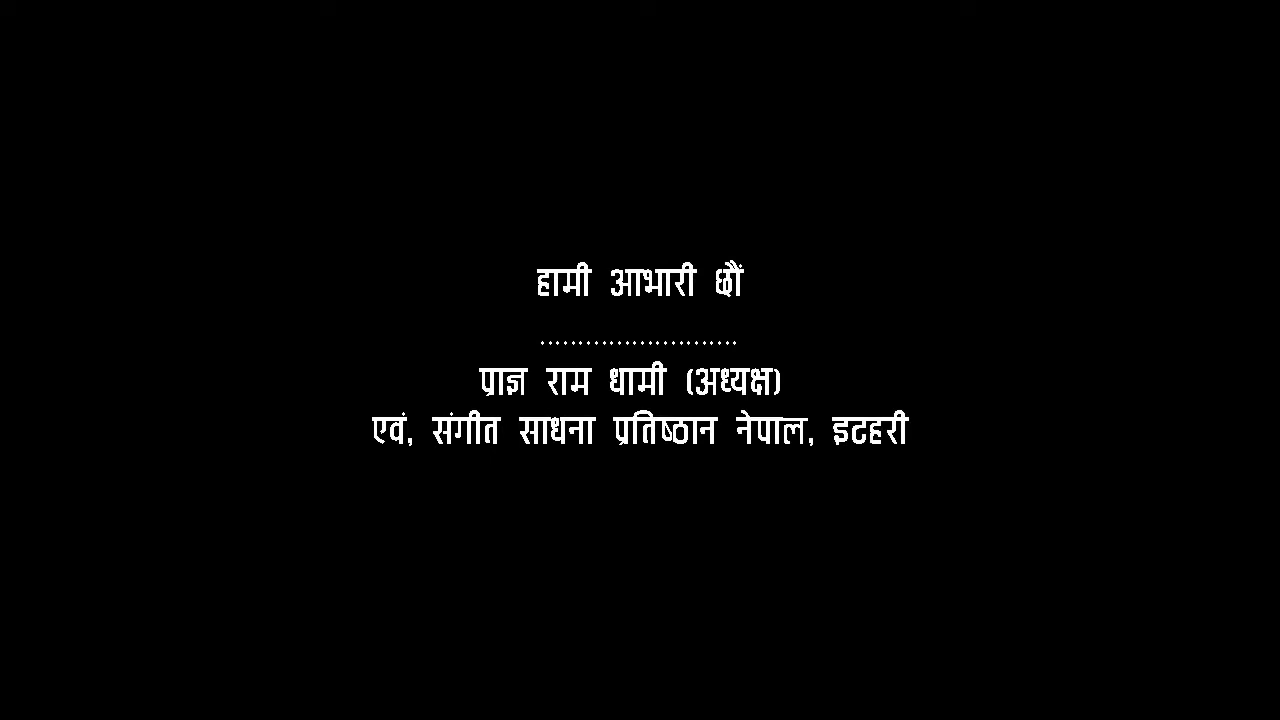 हामी आभारी छौं
..........................
प्राज्ञ राम धामी (अध्यक्ष)
एवं, संगीत साधना प्रतिष्ठान नेपाल, इटहरी